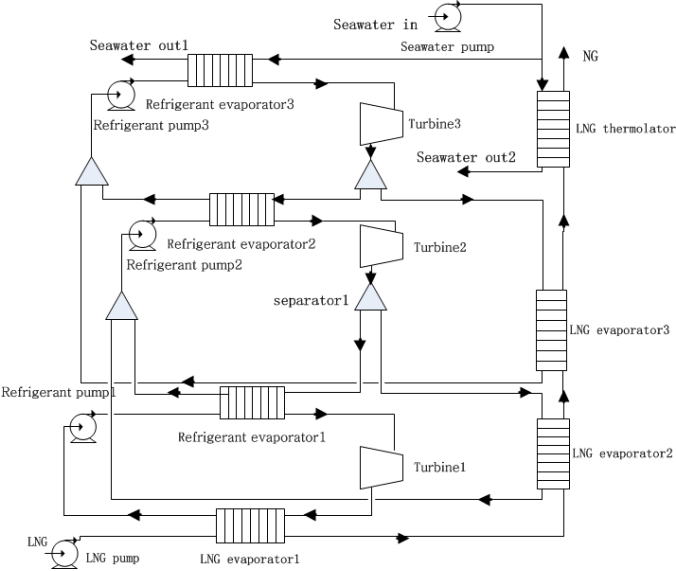 Seawater in
Seawater pump
Seawater out1
NG
Refrigerant evaporator3
Refrigerant pump3
Turbine3
LNG thermolator
Seawater out2
Refrigerant evaporator2
Refrigerant pump2
Turbine2
separator1
LNG evaporator3
Refrigerant pump1
Refrigerant evaporator1
Turbine1
LNG evaporator2
LNG
LNG pump
LNG evaporator1